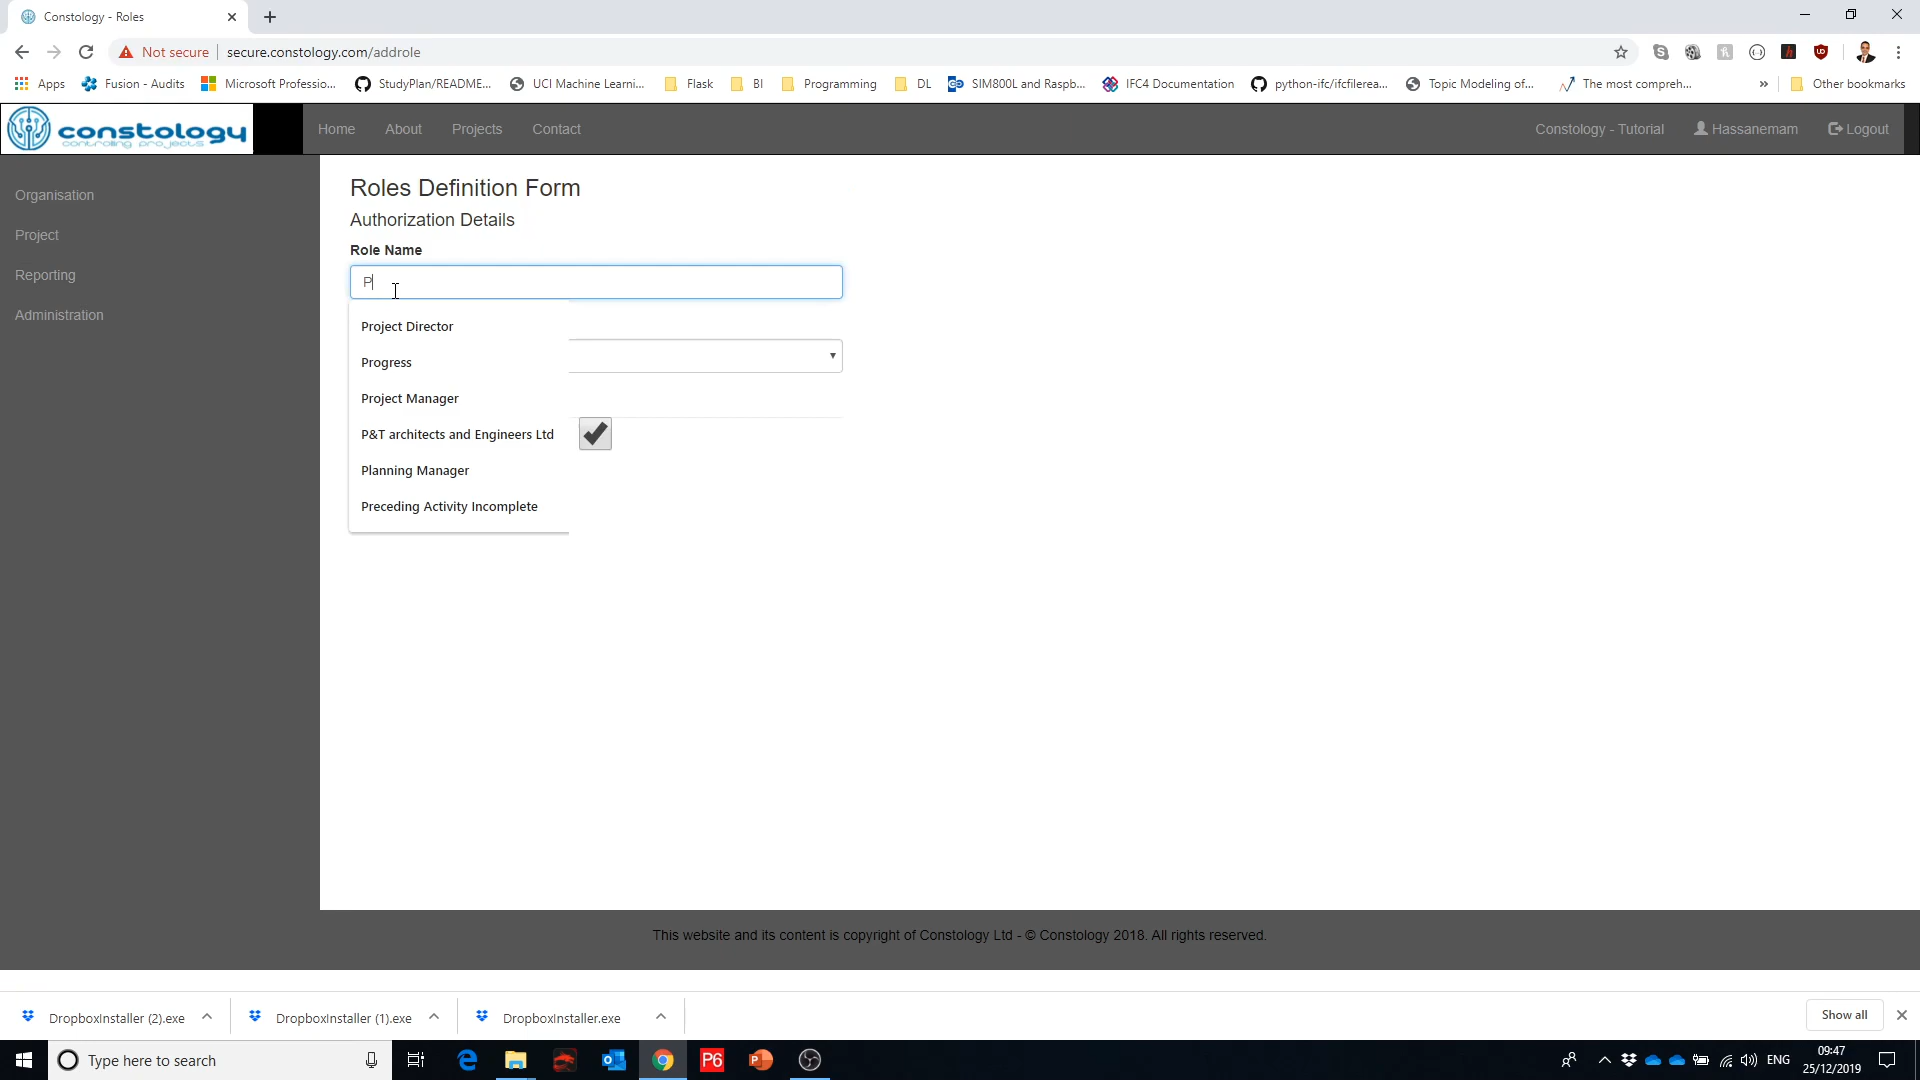 Constology - Roles
Not secure
secure.constology.com/addrole
Apps
Fusion - Audits
Microsoft Professio...
StudyPlan/README...
UCI Machine Learni...
Flask
BI
Programming
DL
SIM800L and Raspb...
IFC4 Documentation
python-ifc/ifcfilerea...
Topic Modeling of...
The most compreh...
»
Other bookmarks
constology
controlling projects
Home
About
Projects
Contact
Constology - Tutorial
Hassanemam
Logout
Organisation
Project
Reporting
Administration
Roles Definition Form
Authorization Details
Role Name
P
Project Director
Progress
Project Manager
P&T architects and Engineers Ltd
Planning Manager
Preceding Activity Incomplete
This website and its content is copyright of Constology Ltd - © Constology 2018. All rights reserved.
DropboxInstaller (2).exe
DropboxInstaller (1).exe
DropboxInstaller.exe
Show all
Type here to search
P6
ENG
09:47
25/12/2019